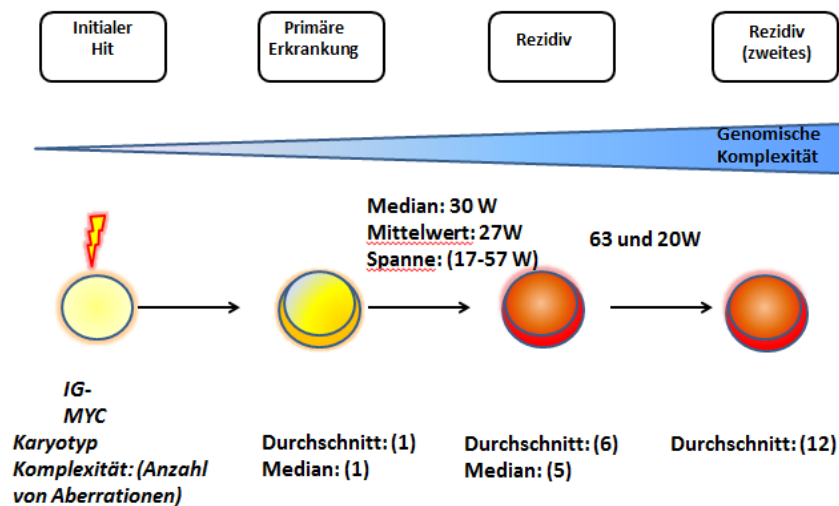 Initialer
Hit
Primäre
Erkrankung
Rezidiv
Rezidiv
(zweites)
Genomische
Komplexität
Median: 30 W
Mittelwert: 27W
Spanne: (17-57 W)
63 und 20W
IG-
MYC
Karyotyp
Komplexität: (Anzahl
von Aberrationen)
Durchschnitt: (1)
Median: (1)
Durchschnitt: (6)
Median: (5)
Durchschnitt: (12)